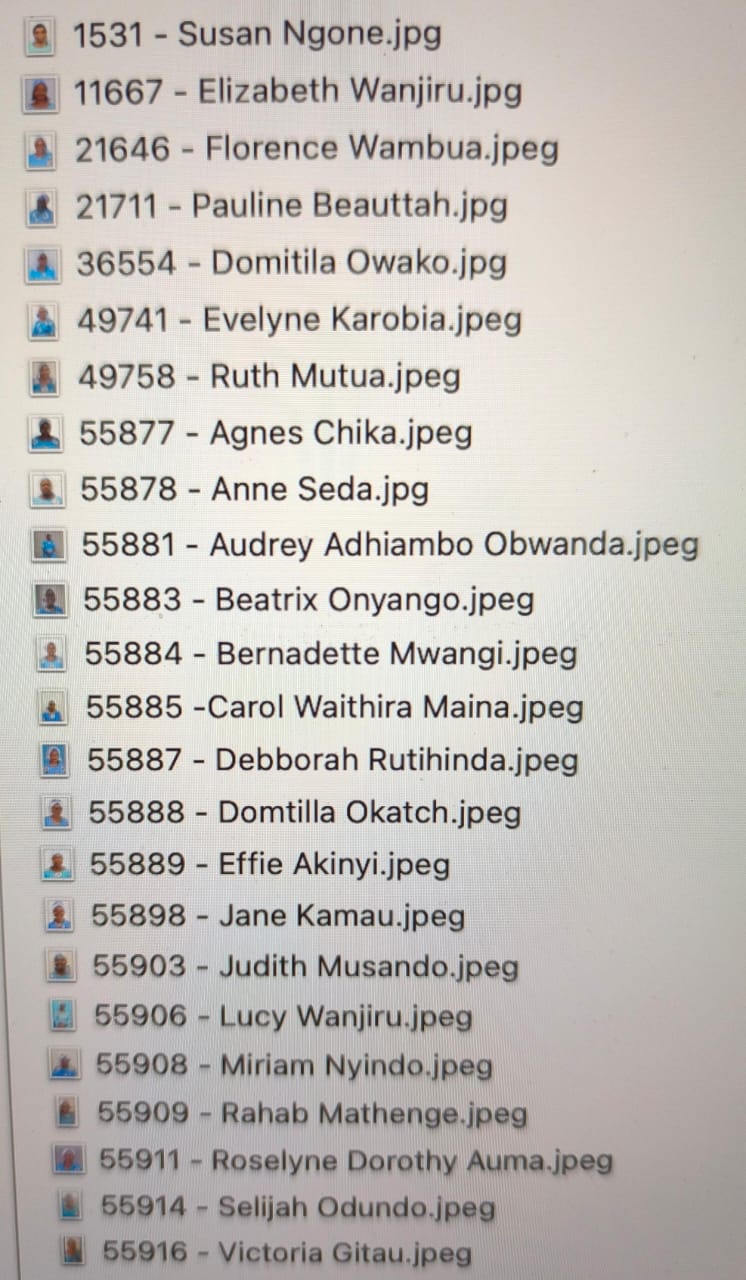 1531 - Susan Ngone.jpg
11667 - Elizabeth Wanjiru.jpg
21646 - Florence Wambua.jpeg
21711 - Pauline Beauttah.jpg
36554 - Domitila Owako.jpg
49741 - Evelyne Karobia.jpeg
49758 - Ruth Mutua.jpeg
55877 - Agnes Chika.jpeg
55878 - Anne Seda.jpg
55881 - Audrey Adhiambo Obwanda.jpeg
55883 - Beatrix Onyango.jpeg
55884 - Bernadette Mwangi.jpeg
55885 -Carol Waithira Maina.jpeg
55887 - Debborah Rutihinda.jpeg
55888 - Domtilla Okatch.jpeg
55889 - Effie Akinyi.jpeg
55898 - Jane Kamau.jpeg
55903 - Judith Musando.jpeg
55906 - Lucy Wanjiru.jpeg
55908 - Miriam Nyindo.jpeg
55909 - Rahab Mathenge.jpeg
55911 - Roselyne Dorothy Auma.jpeg
55914 - Selijah Odundo.jpeg
55916 - Victoria Gitau.jpeg